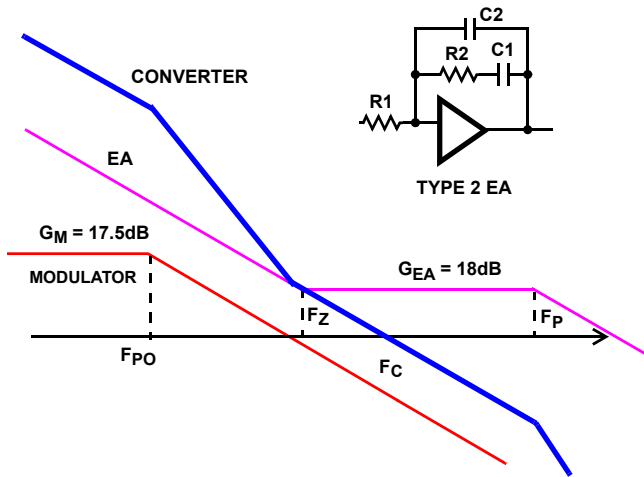 C2
R2
C1
R1
TYPE 2 EA
CONVERTER
EA
GM = 17.5dB
MODULATOR
GEA = 18dB
FZ
FP
FPO
FC